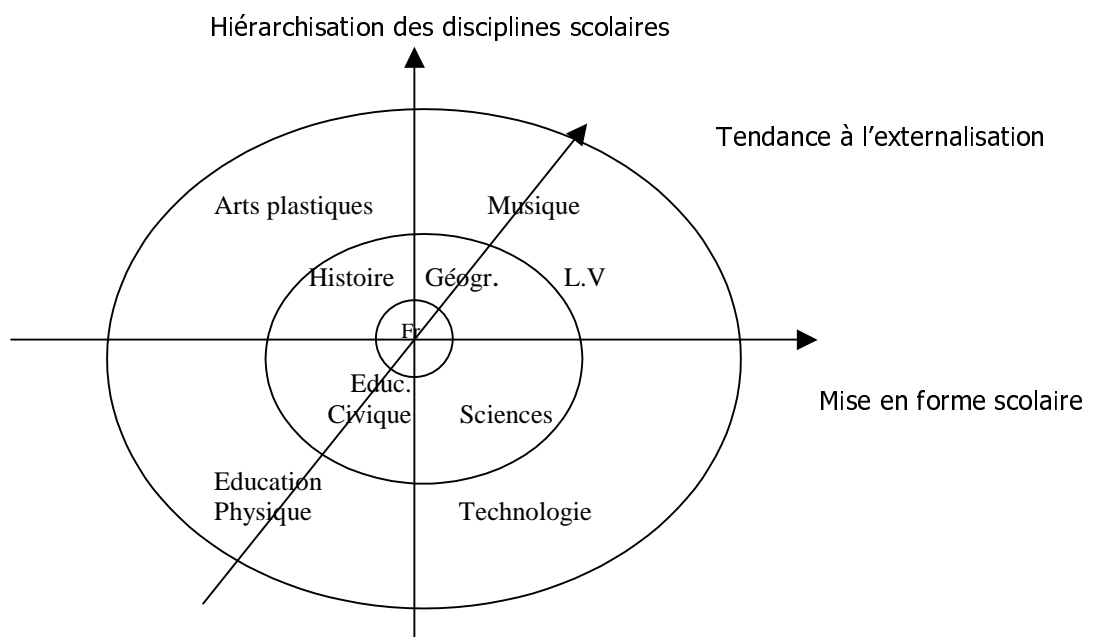 Hiérarchisation des disciplines scolaires
Tendance à l'externalisation
Arts plastiques
Musique
Histoire
Géogr.
L.V
Fr
Educ.
Civique
Sciences
Mise en forme scolaire
Education
Physique
Technologie